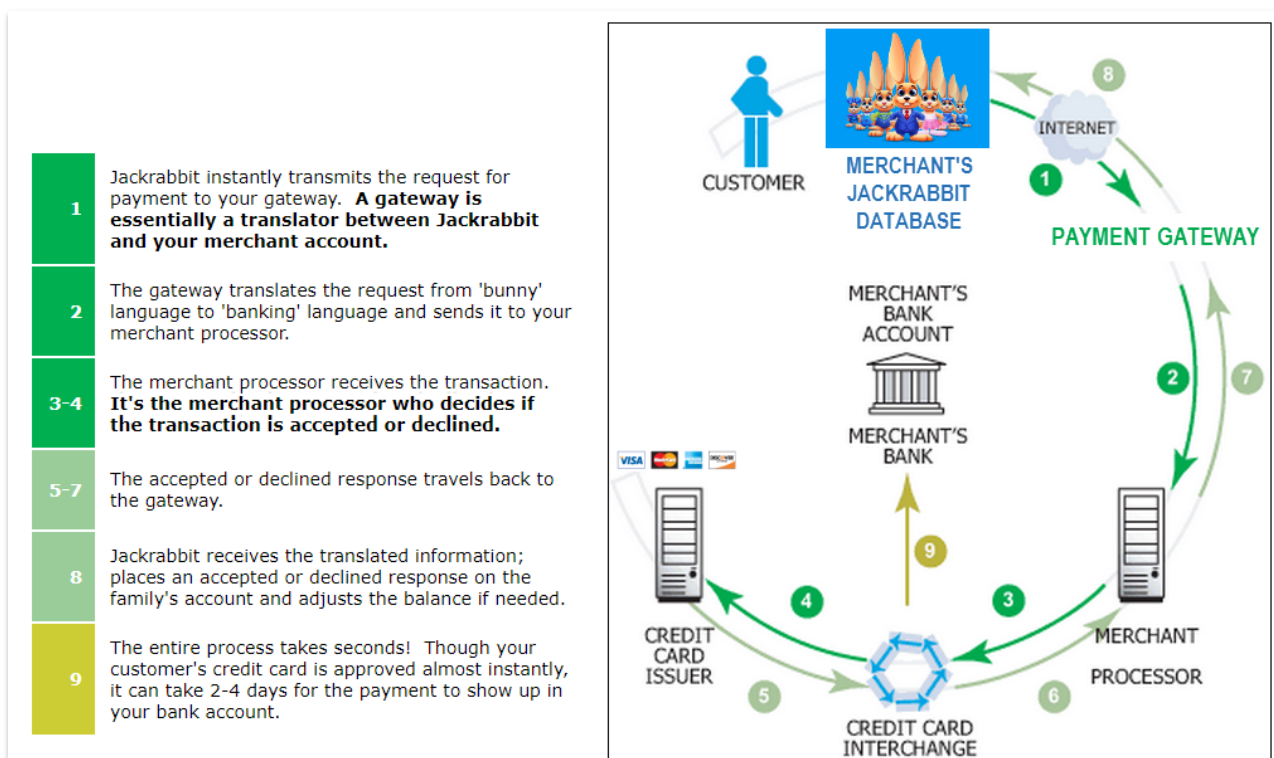 1
Jackrabbit instantly transmits the request for
payment to your gateway.  A gateway is
essentially a translator between Jackrabbit
and your merchant account.
2
The gateway translates the request from 'bunny'
language to 'banking' language and sends it to your
merchant processor.
3-4
The merchant processor receives the transaction.
It's the merchant processor who decides if
the transaction is accepted or declined.
5-7
The accepted or declined response travels back to
the gateway.
8
Jackrabbit receives the translated information;
places an accepted or declined response on the
family's account and adjusts the balance if needed.
9
The entire process takes seconds!  Though your
customer's credit card is approved almost instantly,
it can take 2-4 days for the payment to show up in
your bank account.
CUSTOMER
MERCHANT'S
JACKRABBIT
DATABASE
8
INTERNET
1
PAYMENT GATEWAY
MERCHANT'S
BANK
ACCOUNT
MERCHANT'S
BANK
2
7
VISA
MasterCard
DISCOVER
9
4
3
CREDIT
CARD
ISSUER
MERCHANT
PROCESSOR
5
6
CREDIT CARD
INTERCHANGE